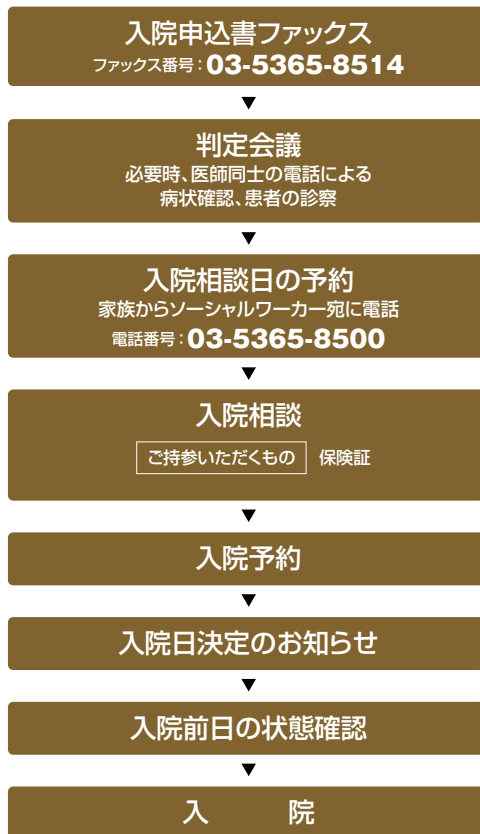 入院申込書ファックス
ファックス番号：03-5365-8514
▼
判定会議
必要時、医師同士の電話による
病状確認、患者の診察
▼
入院相談日の予約
家族からソーシャルワーカー宛に電話
電話番号：03-5365-8500
▼
入院相談
ご持参いただくもの 保険証
▼
入院予約
▼
入院日決定のお知らせ
▼
入院前日の状態確認
▼
入　　院